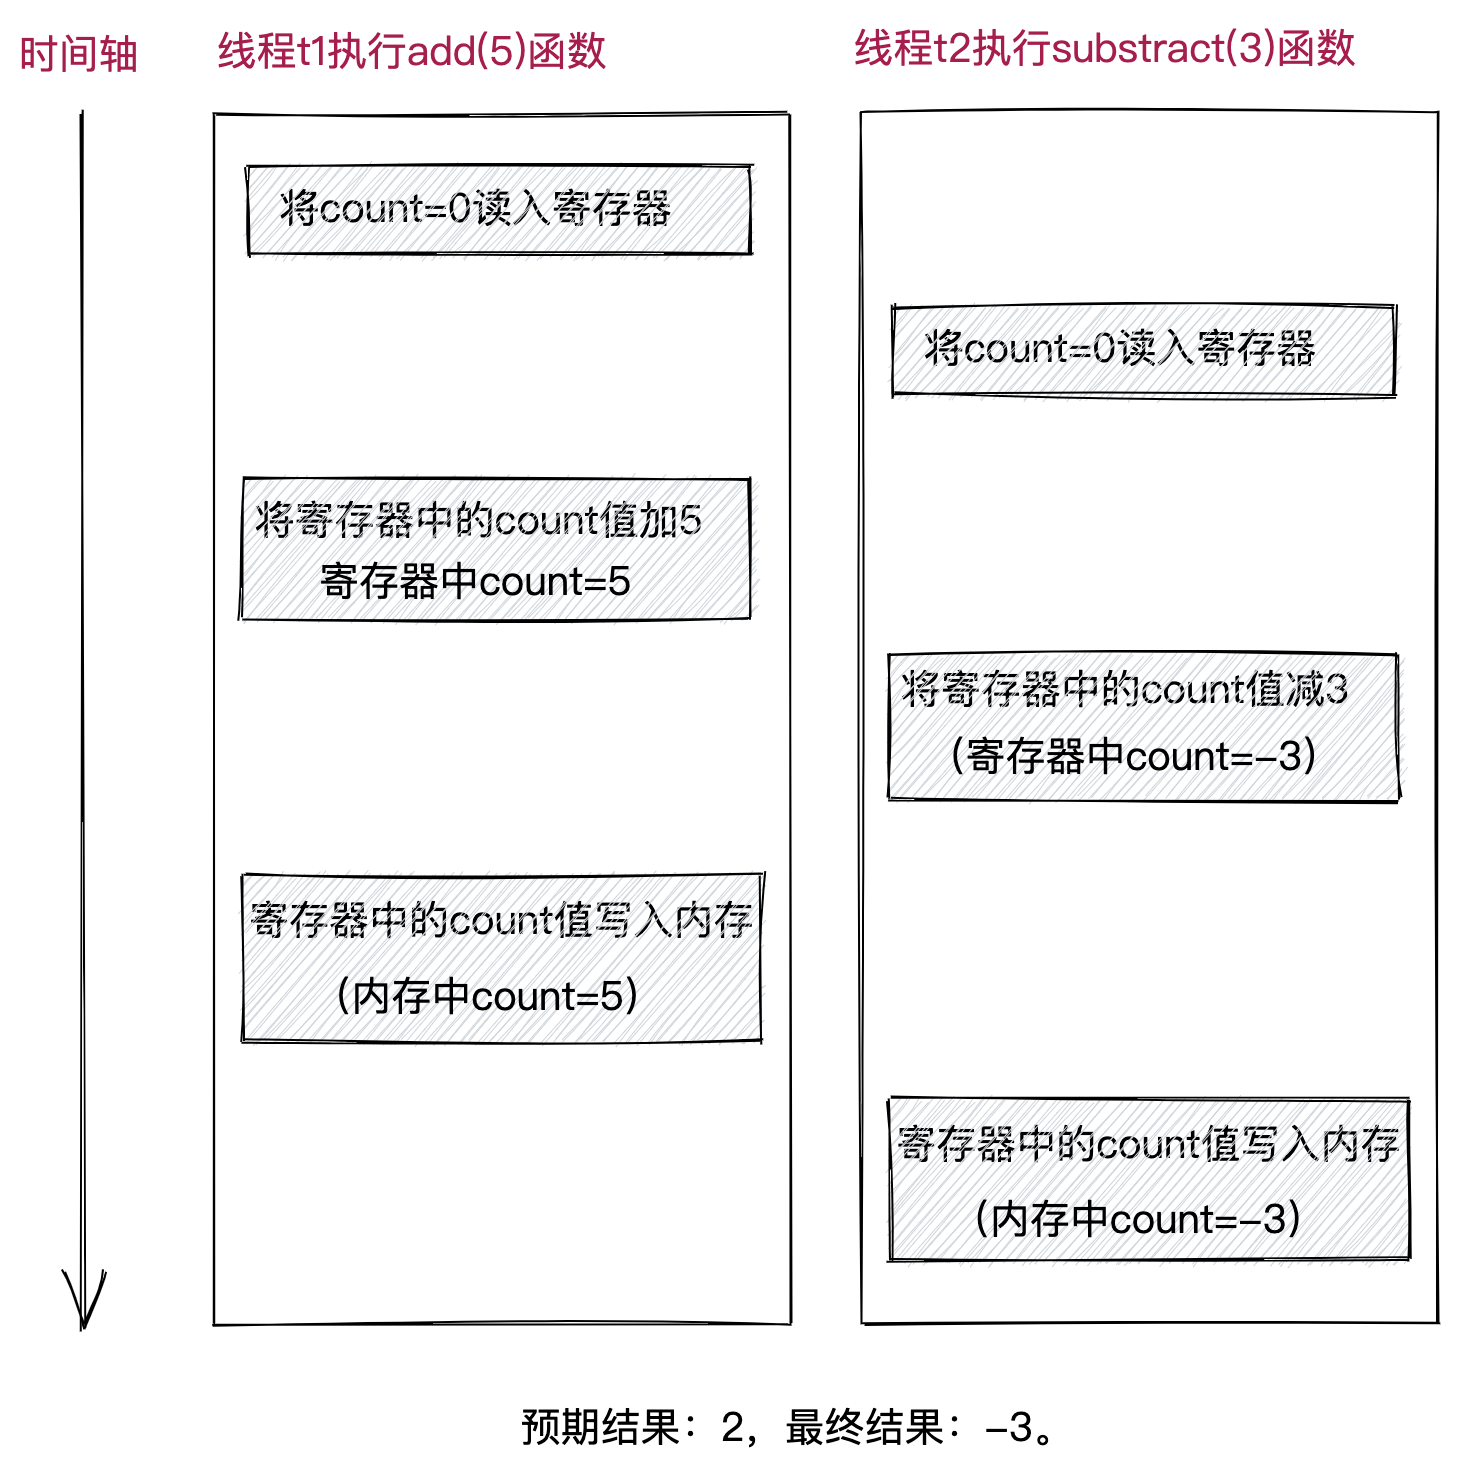 时间轴
线程t1执行add(5)函数
线程t2执行substract(3)函数
将count=0读入寄存器
将count=0读入寄存器
将寄存器中的count值加5
寄存器中count=5
将寄存器中的count值减3
(寄存器中count=-3)
寄存器中的count值写入内存
(内存中count=5)
寄存器中的count值写入内存
(内存中count=-3)
预期结果：2，最终结果：-3。